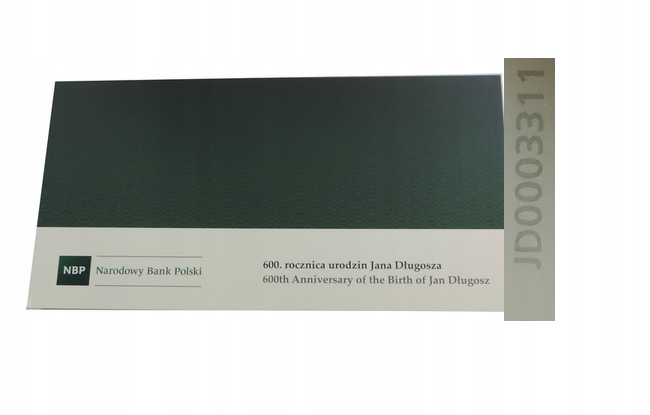 NBP Narodowy Bank Polski
600. rocznica urodzin Jana Długosza
600th Anniversary of the Birth of Jan Długosz
JD0003311